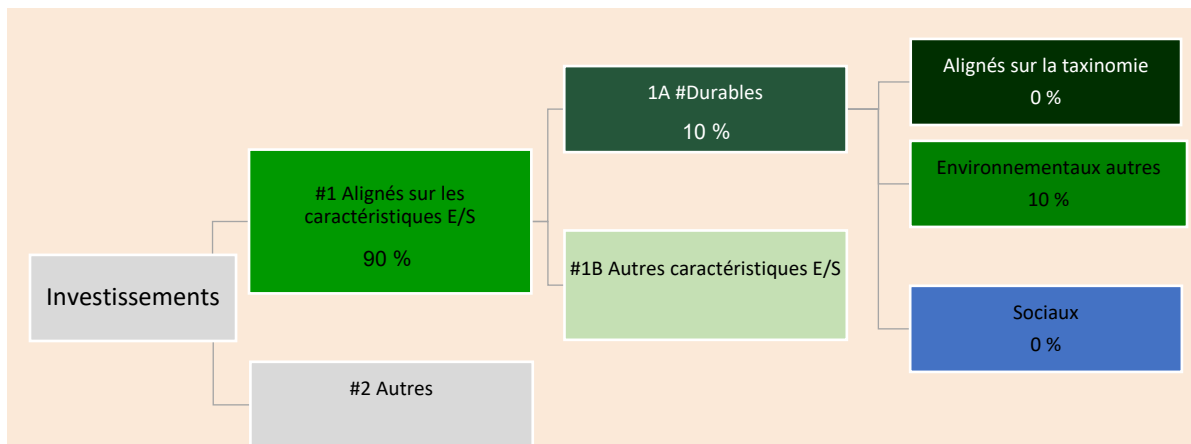 Investissements
#1 Alignés sur les
caractéristiques E/S
90 %
#2 Autres
1A #Durables
10 %
#1B Autres caractéristiques E/S
Alignés sur la taxinomie
0 %
Environnementaux autres
10 %
Sociaux
0 %